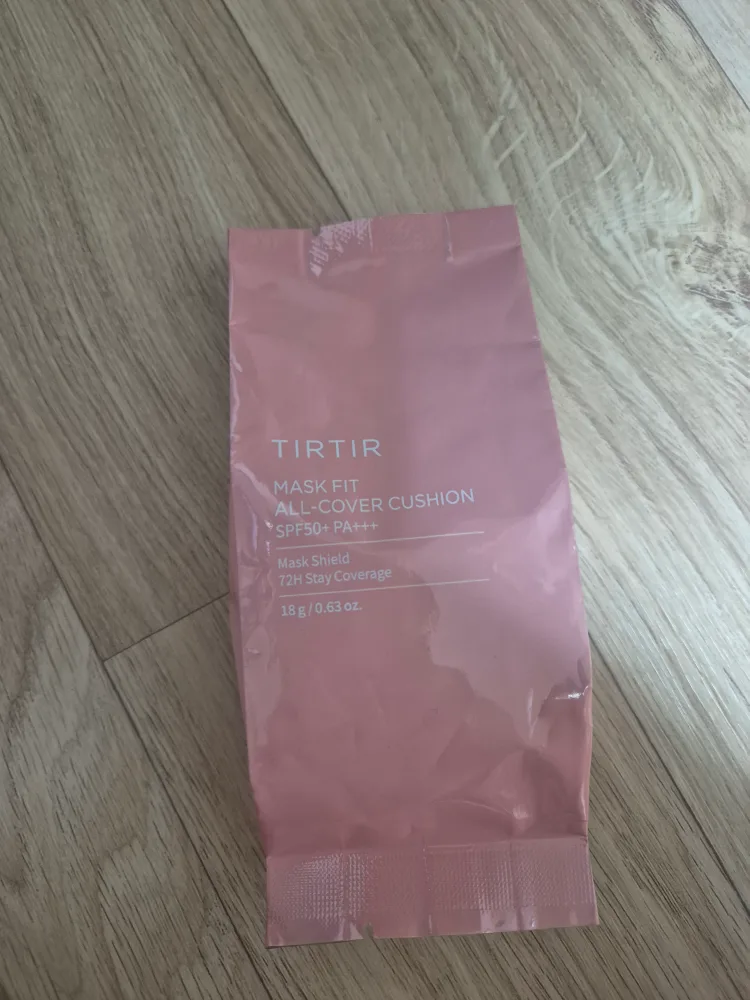 TIRTIR
MASK FIT
ALL-COVER CUSHION
SPF50+ PA+++
Mask Shield
72H Stay Coverage
18 g / 0.63 oz.